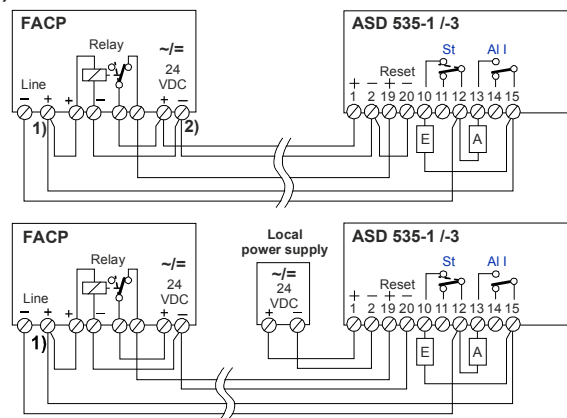 FACP
Relay
~/=
24
VDC
Line
– + + – + –
1) 2)
ASD 535-1 /-3
St Al I
Reset
+ – + –
1 2 19 20 10 11 12 13 14 15
E A
FACP
Relay
~/=
24
VDC
Line
– + + – + –
1)
Local
power supply
~/=
24
VDC
+ –
ASD 535-1 /-3
St Al I
Reset
+ – + –
1 2 19 20 10 11 12 13 14 15
E A